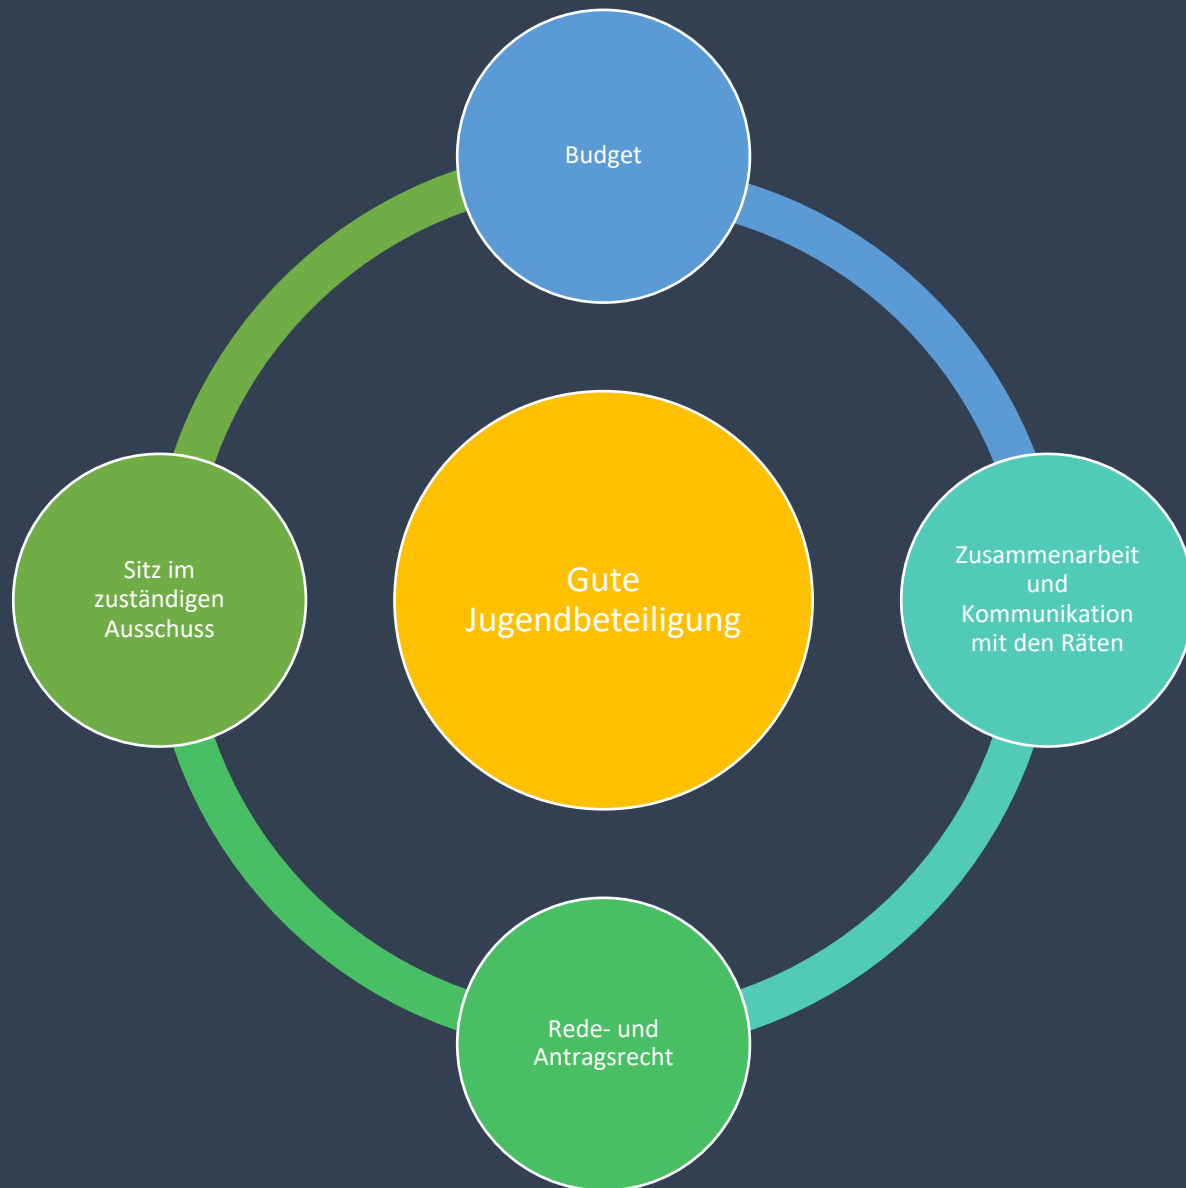 Budget
Sitz im
zuständigen
Ausschuss
Gute
Jugendbeteiligung
Zusammenarbeit
und
Kommunikation
mit den Räten
Rede- und
Antragsrecht